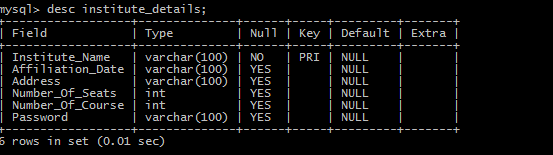 mysql> desc institute_details;
+------------------+--------------+------+-----+---------+-------+
| Field            | Type         | Null | Key | Default | Extra |
+------------------+--------------+------+-----+---------+-------+
| Institute_Name   | varchar(100) | NO   | PRI | NULL    |       |
| Affiliation_Date | varchar(100) | YES  |     | NULL    |       |
| Address          | varchar(100) | YES  |     | NULL    |       |
| Number_Of_Seats  | int          | YES  |     | NULL    |       |
| Number_Of_Course | int          | YES  |     | NULL    |       |
| Password         | varchar(100) | YES  |     | NULL    |       |
+------------------+--------------+------+-----+---------+-------+
6 rows in set (0.01 sec)